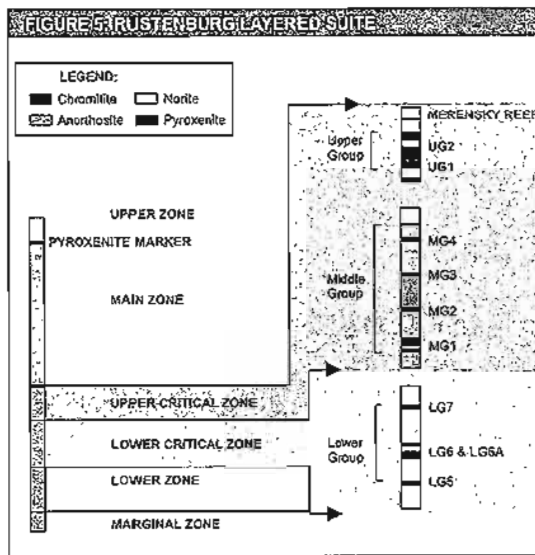 FIGURE 5: RUSTENBURG LAYERED SUITE
LEGEND:
Chromitite
Norite
Anorthosite
Pyroxenite
UPPER ZONE
PYROXENITE MARKER
MAIN ZONE
UPPER CRITICAL ZONE
LOWER CRITICAL ZONE
LOWER ZONE
MARGINAL ZONE
MERENSKY REEF
Upper
Group
UG2
UG1
MG4
Middle
Group
MG3
MG2
MG1
LG7
Lower
Group
LG6 & LG6A
LG5